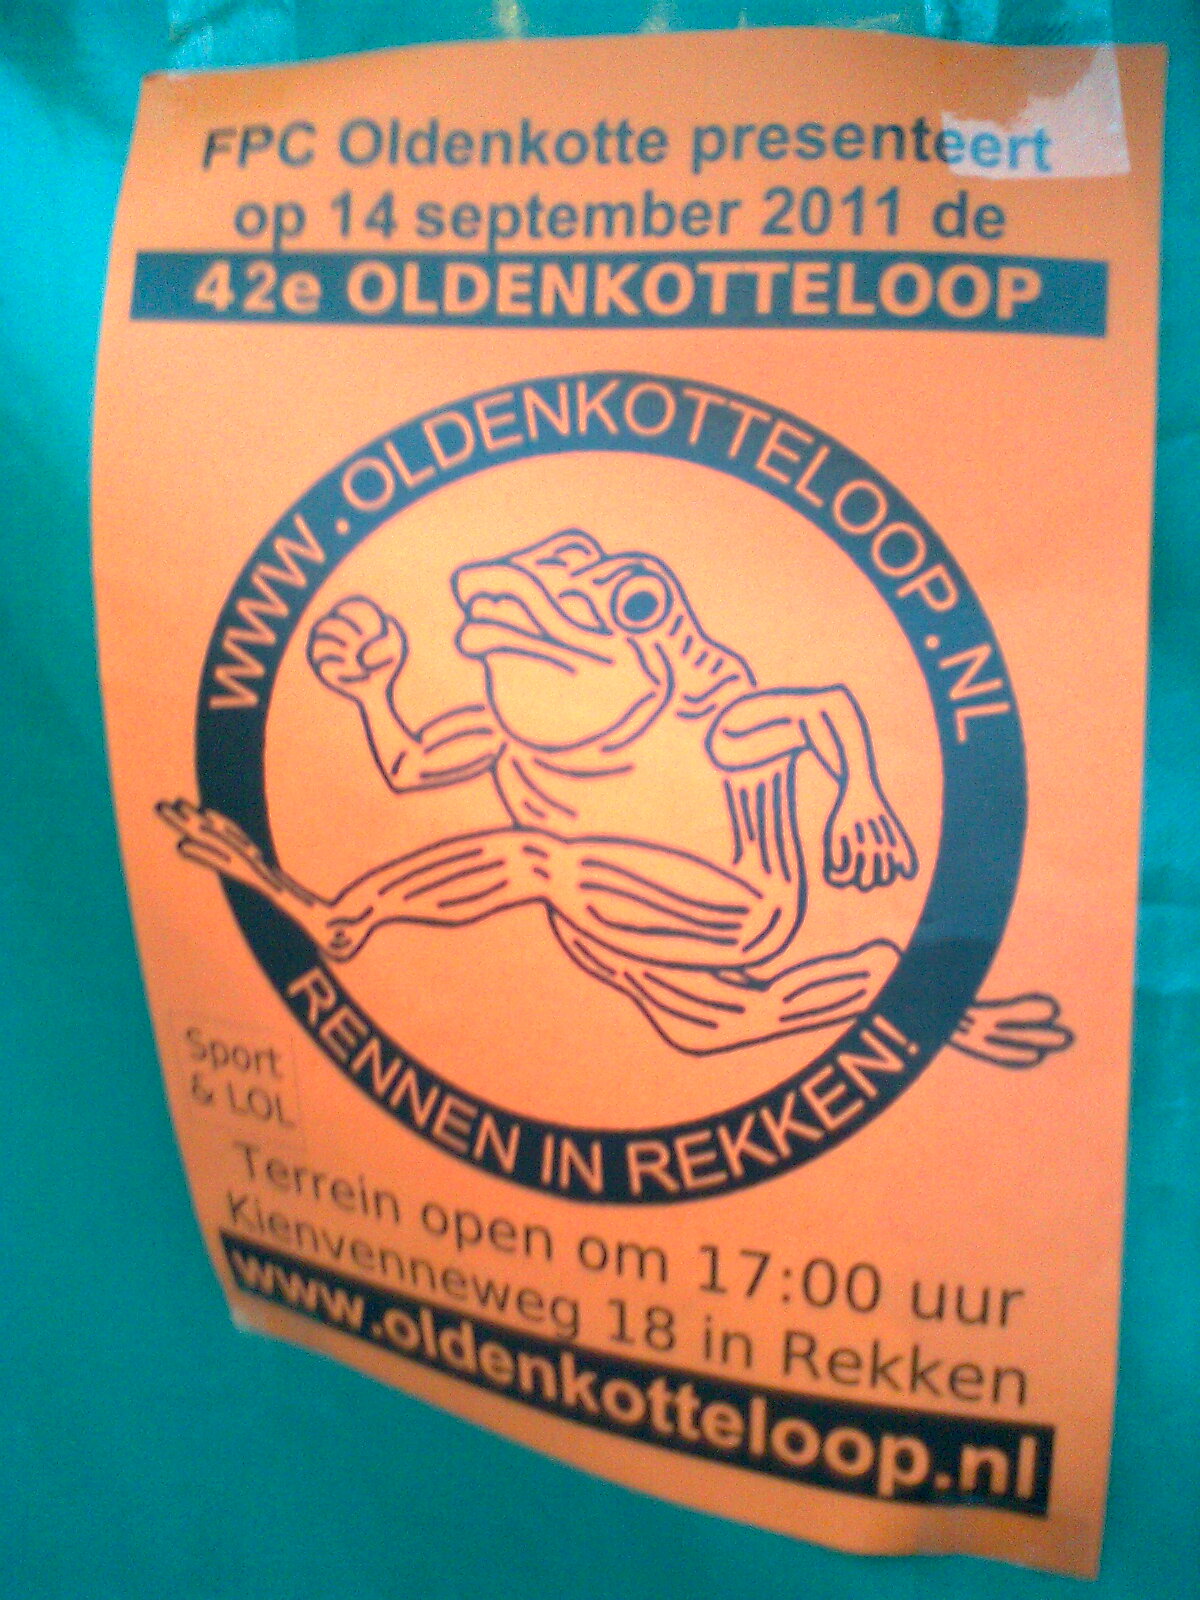 FPC Oldenkotte presenteert
op 14 september 2011 de
42e OLDENKOTTELOOP
WWW.OLDENKOTTELOOP.NL
RENNEN IN REKKEN!
Sport
& LOL
Terrein open om 17:00 uur
Kienvenneweg 18 in Rekken
www.oldenkotteloop.nl